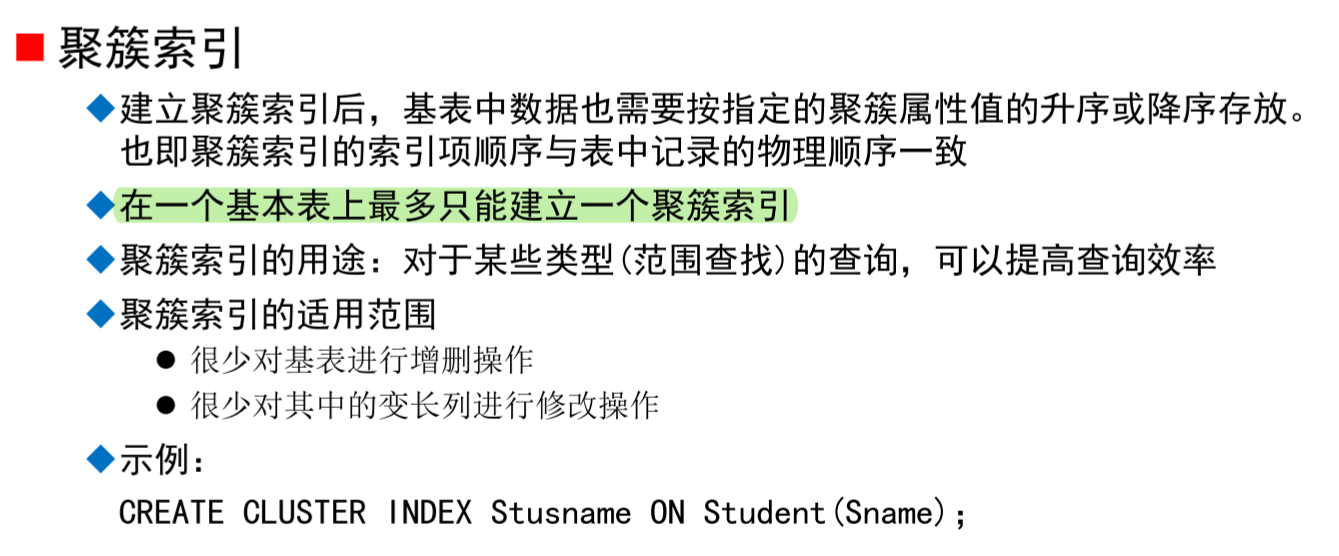 聚簇索引
建立聚簇索引后，基表中数据也需要按指定的聚簇属性值的升序或降序存放。
也即聚簇索引的索引项顺序与表中记录的物理顺序一致
在一个基本表上最多只能建立一个聚簇索引
聚簇索引的用途：对于某些类型(范围查找)的查询，可以提高查询效率
聚簇索引的适用范围
很少对基表进行增删操作
很少对其中的变长列进行修改操作
示例：
CREATE CLUSTER INDEX Stusname ON Student(Sname);